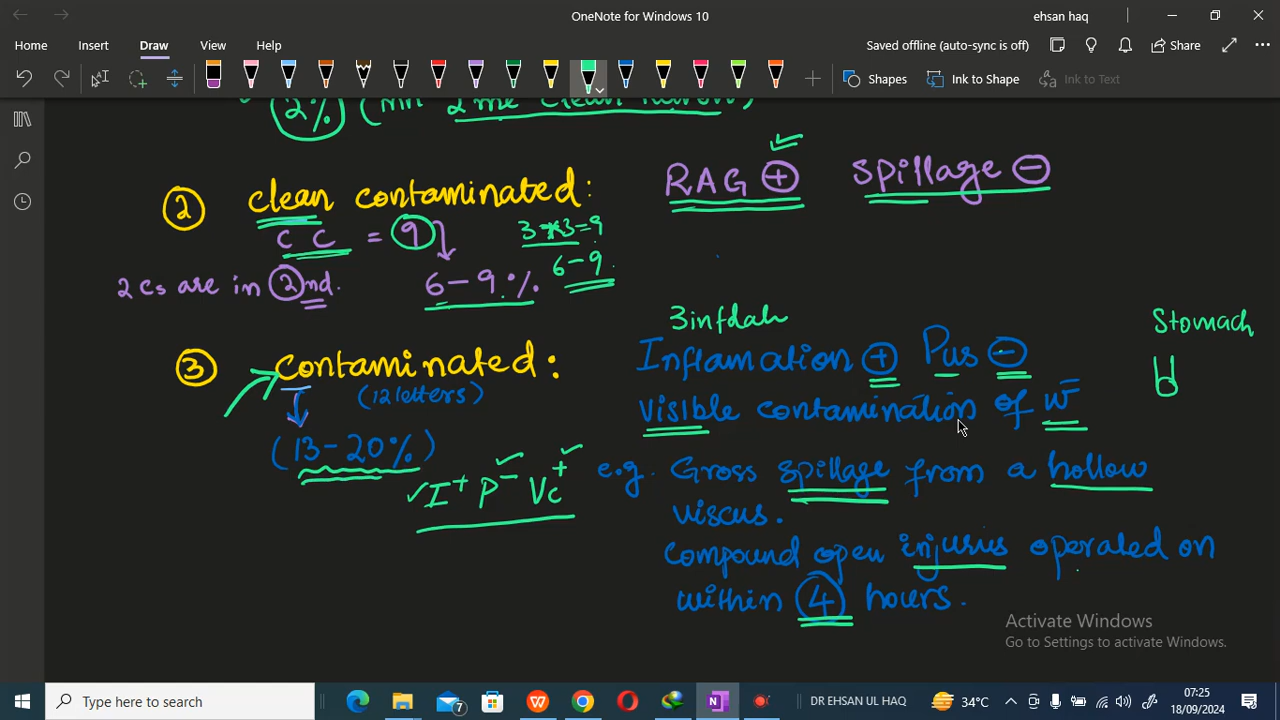 OneNote for Windows 10
ehsan haq
Home Insert Draw View Help
Saved offline (auto-sync is off)
Share
Shapes
Ink to Shape
Ink to Text
2%
2 clean contaminated:
RAG + Spillage -
C C = 9
3*3=9
6-9
2 Cs are in 2nd.
6-9.%
3infdah
Stomach
3 contaminated:
Inflamation + Pus -
(12 letters)
visible contamination of w
(13-20%)
I+ P- Vc+
e.g. Gross spillage from a hollow
viscus.
Compound open injuries operated on
within 4 hours.
Activate Windows
Go to Settings to activate Windows.
Type here to search
7
DR EHSAN UL HAQ
34°C
07:25
18/09/2024